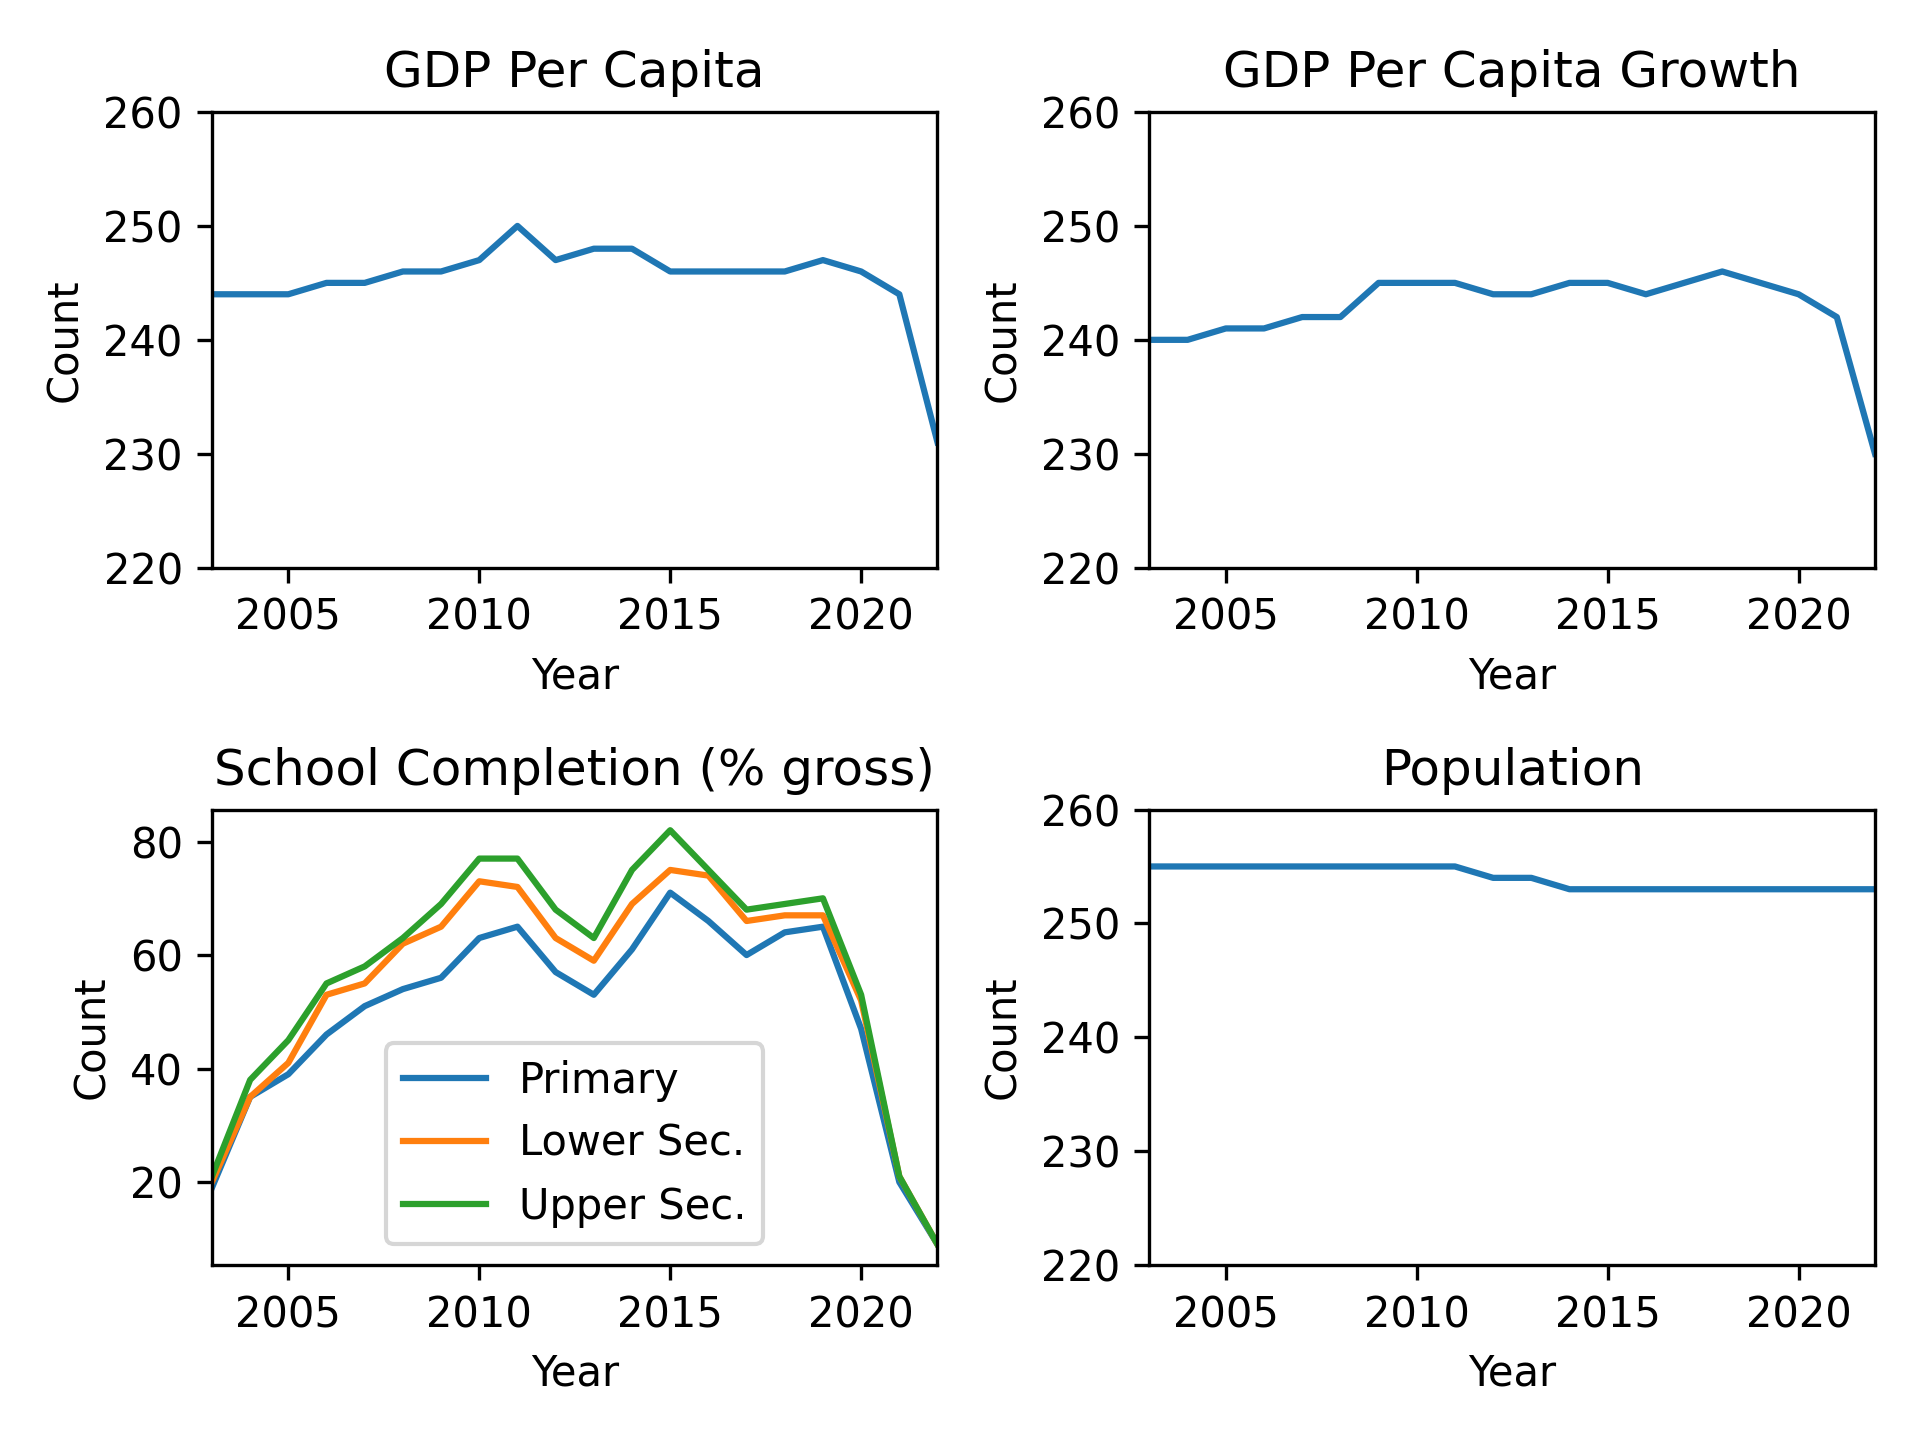 GDP Per Capita
260
250
240
230
220
Count
2005 2010 2015 2020
Year
GDP Per Capita Growth
260
250
240
230
220
Count
2005 2010 2015 2020
Year
School Completion (% gross)
80
60
40
20
Count
Primary
Lower Sec.
Upper Sec.
2005 2010 2015 2020
Year
Population
260
250
240
230
220
Count
2005 2010 2015 2020
Year